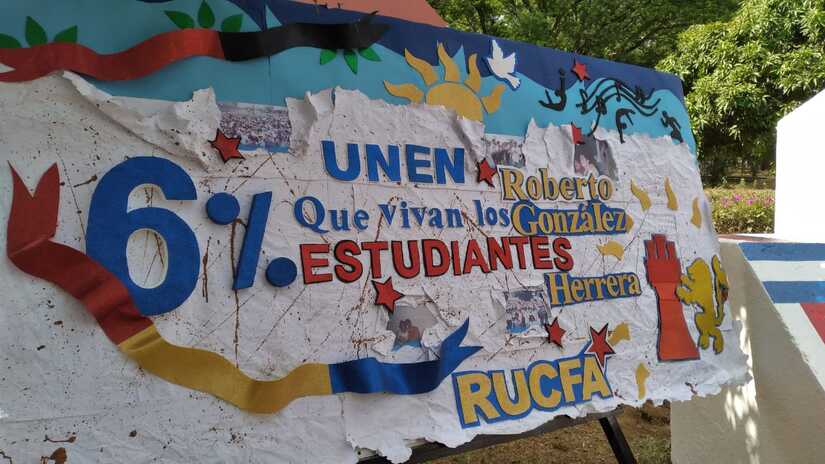 6%
UNEN
Que vivan los
ESTUDIANTES
Roberto
González
Herrera
RUCFA